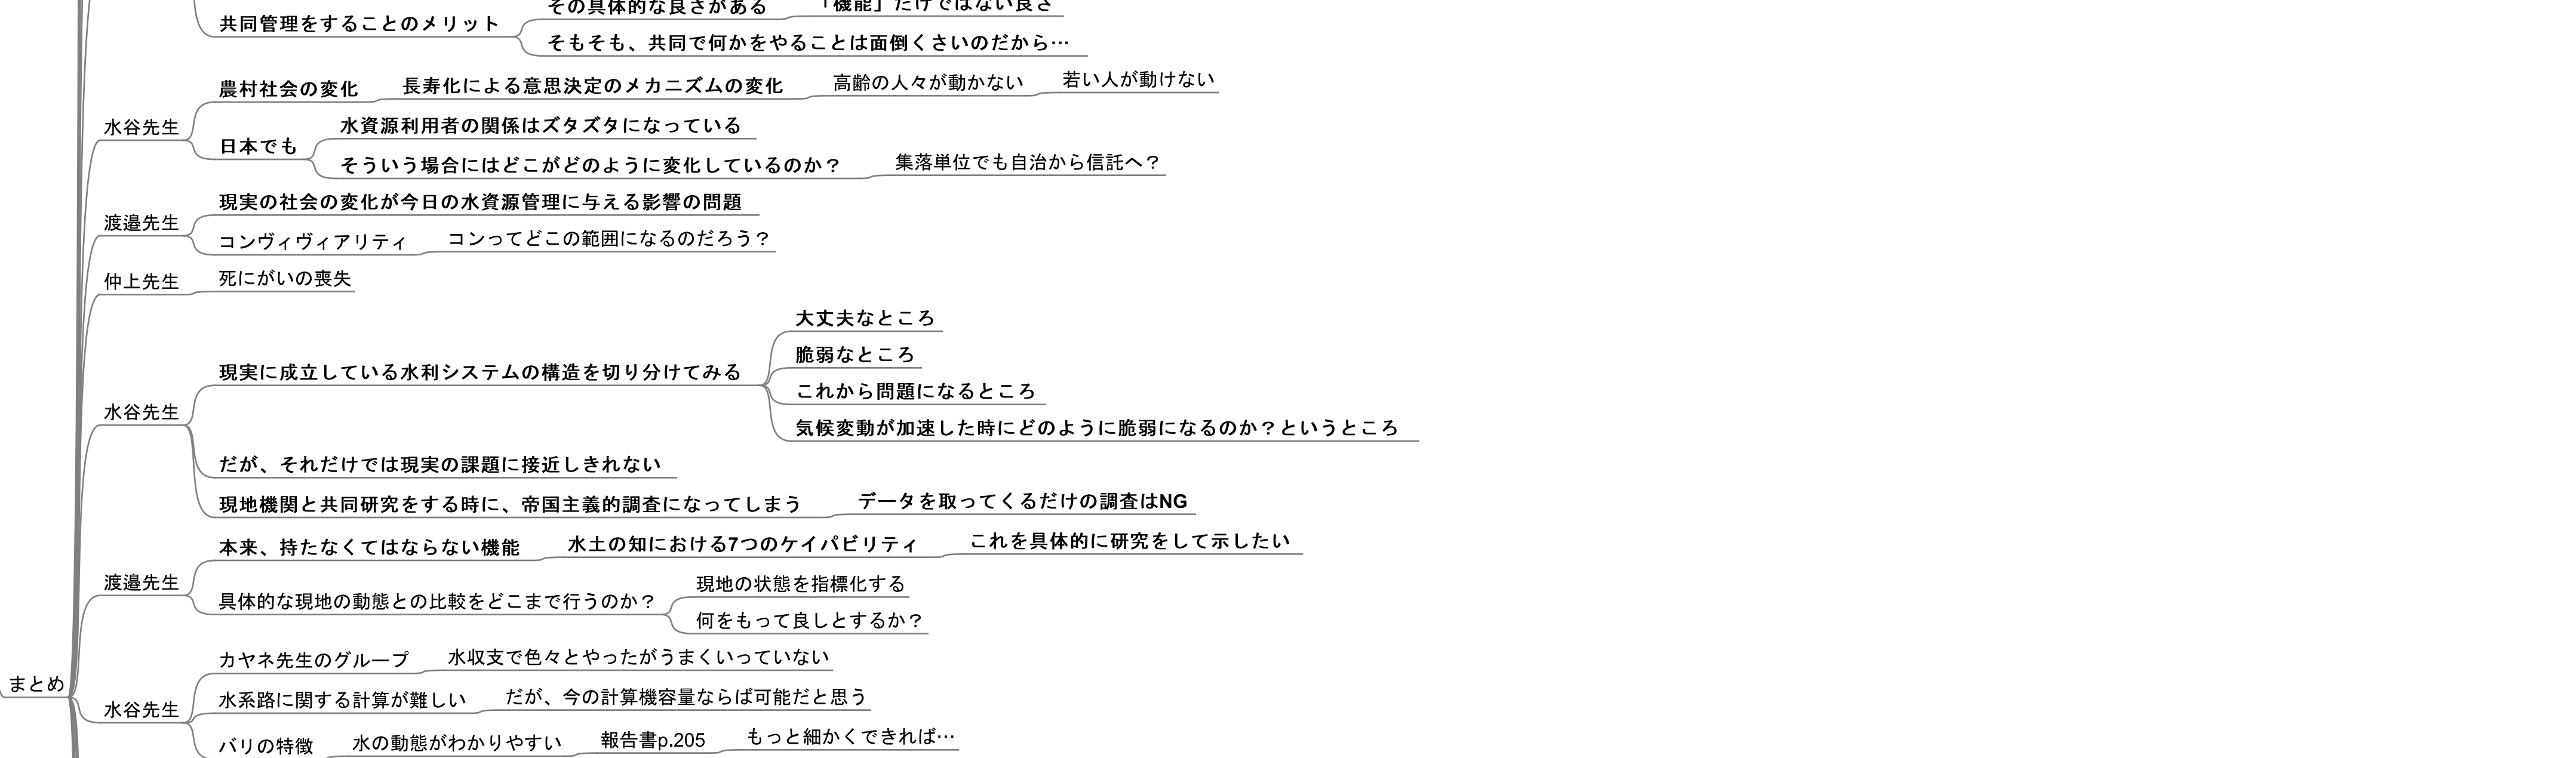 共同管理をすることのメリット
その具体的な良さがある
「機能」だけではない良さ
そもそも、共同で何かをやることは面倒くさいのだから…
水谷先生
農村社会の変化
長寿化による意思決定のメカニズムの変化
高齢の人々が動かない
若い人が動けない
日本でも
水資源利用者の関係はズタズタになっている
そういう場合にはどこがどのように変化しているのか？
集落単位でも自治から信託へ？
渡邉先生
現実の社会の変化が今日の水資源管理に与える影響の問題
コンヴィヴィアリティ
コンってどこの範囲になるのだろう？
仲上先生
死にがいの喪失
水谷先生
現実に成立している水利システムの構造を切り分けてみる
大丈夫なところ
脆弱なところ
これから問題になるところ
気候変動が加速した時にどのように脆弱になるのか？というところ
だが、それだけでは現実の課題に接近しきれない
現地機関と共同研究をする時に、帝国主義的調査になってしまう
データを取ってくるだけの調査はNG
渡邉先生
本来、持たなくてはならない機能
水土の知における7つのケイパビリティ
これを具体的に研究をして示したい
具体的な現地の動態との比較をどこまで行うのか？
現地の状態を指標化する
何をもって良しとするか？
まとめ
水谷先生
カヤネ先生のグループ
水収支で色々とやったがうまくいっていない
水系路に関する計算が難しい
だが、今の計算機容量ならば可能だと思う
バリの特徴
水の動態がわかりやすい
報告書p.205
もっと細かくできれば…